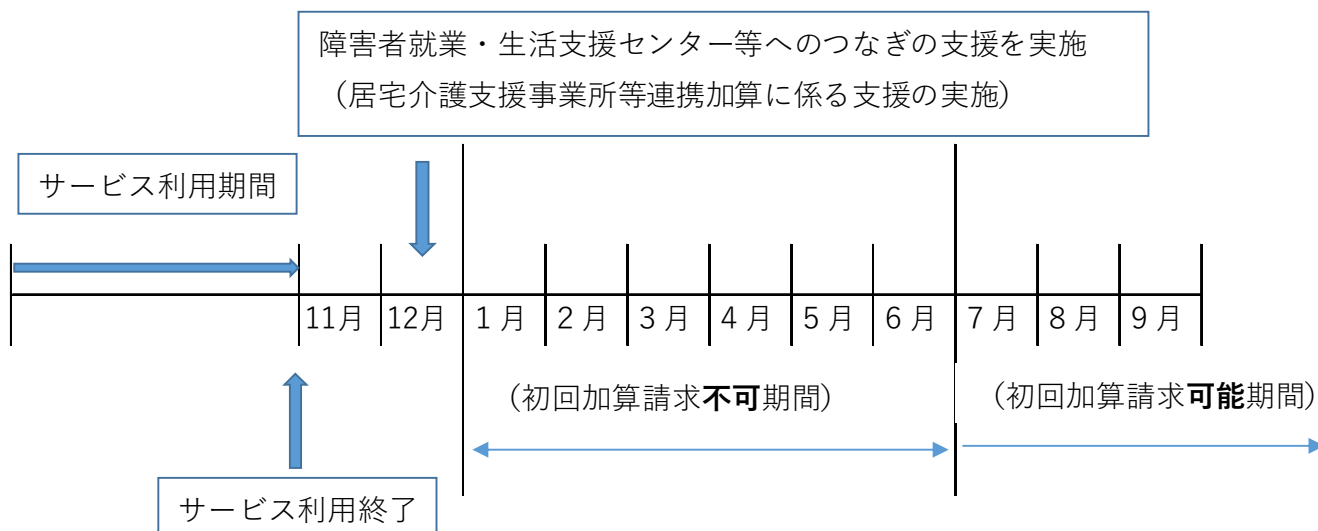 障害者就業・生活支援センター等へのつなぎの支援を実施
（居宅介護支援事業所等連携加算に係る支援の実施）
サービス利用期間
11月 12月 1月 2月 3月 4月 5月 6月 7月 8月 9月
（初回加算請求不可期間） （初回加算請求可能期間）
サービス利用終了